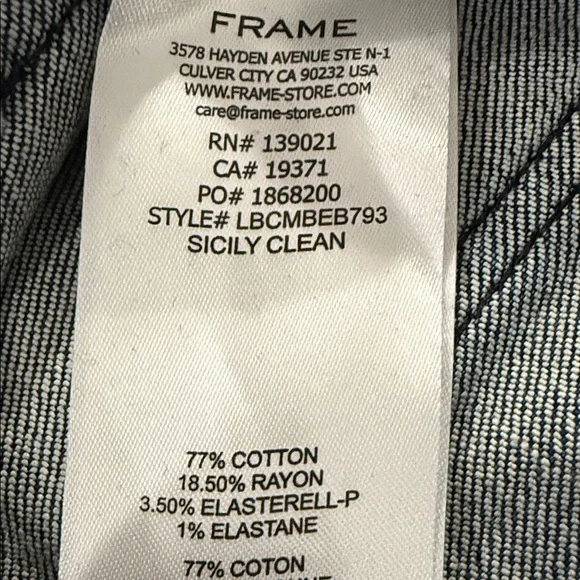 FRAME
3578 HAYDEN AVENUE STE N-1
CULVER CITY CA 90232 USA
WWW.FRAME-STORE.COM
care@frame-store.com
RN# 139021
CA# 19371
PO# 1868200
STYLE# LBCMBEB793
SICILY CLEAN
77% COTTON
18.50% RAYON
3.50% ELASTERELL-P
1% ELASTANE
77% COTON